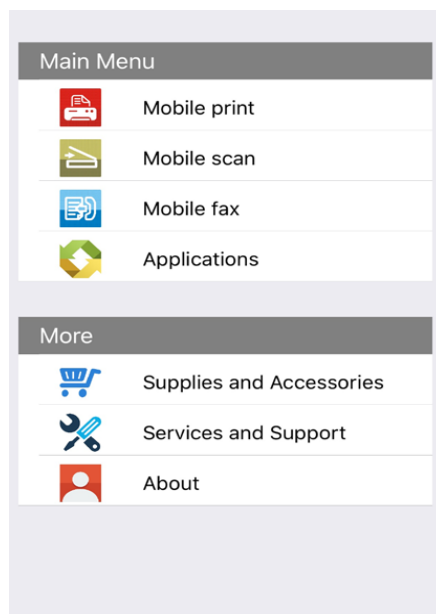 Main Menu
Mobile print
Mobile scan
Mobile fax
Applications
More
Supplies and Accessories
Services and Support
About